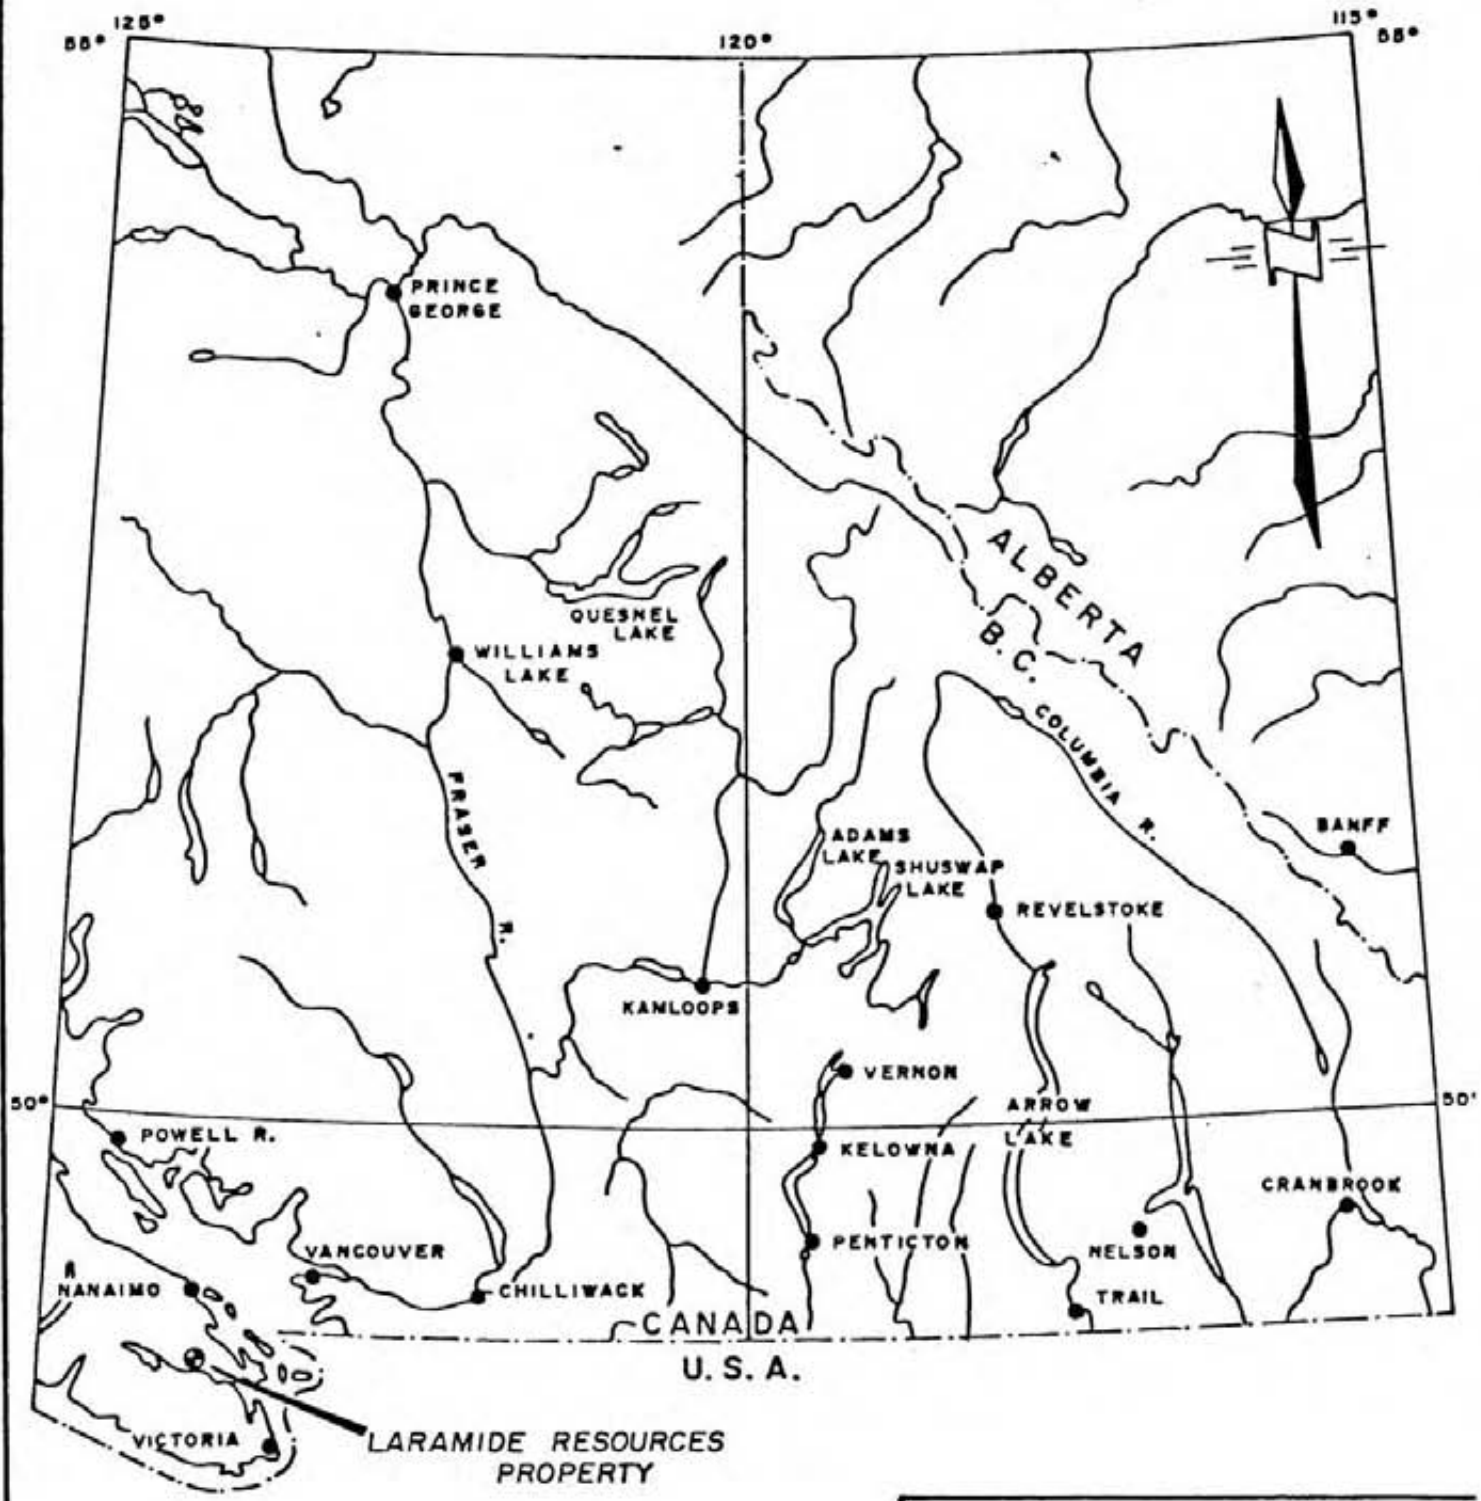 125°
120°
115°
55°
55°
PRINCE
GEORGE
ALBERTA
B.C.
QUESNEL
LAKE
WILLIAMS
LAKE
COLUMBIA R.
FRASER R.
BANFF
ADAMS
LAKE
SHUSWAP
LAKE
REVELSTOKE
KAMLOOPS
VERNON
50°
50°
ARROW
LAKE
POWELL R.
KELOWNA
CRANBROOK
VANCOUVER
PENTICTON
NELSON
NANAIMO
CHILLIWACK
TRAIL
CANADA
U.S.A.
VICTORIA
LARAMIDE RESOURCES
PROPERTY